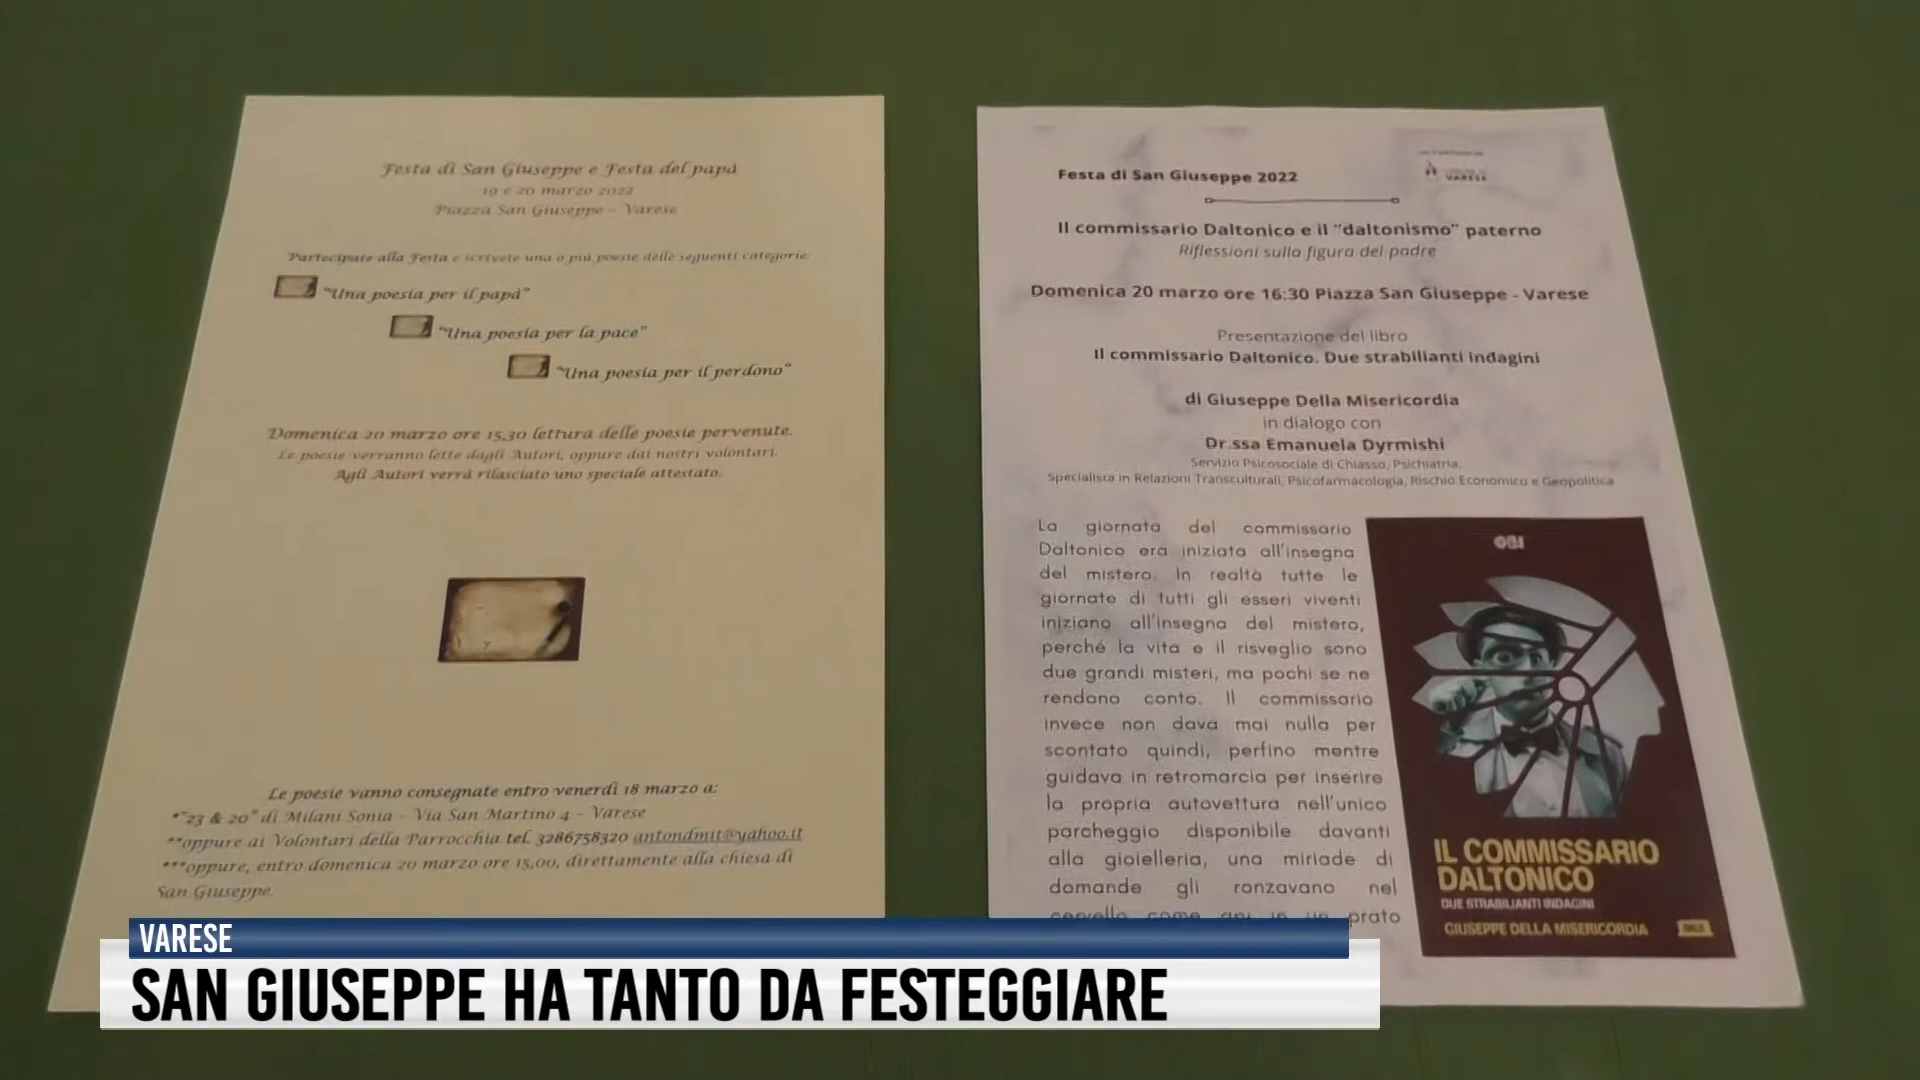 Festa di San Giuseppe e Festa del papà
19 e 20 marzo 2022
Piazza San Giuseppe – Varese
Partecipate alla Festa e scrivete una o più poesie delle seguenti categorie:
"Una poesia per il papà"
"Una poesia per la pace"
"Una poesia per il perdono"
Domenica 20 marzo ore 15,30 lettura delle poesie pervenute.
Le poesie verranno lette dagli Autori, oppure dai nostri volontari.
Agli Autori verrà rilasciato uno speciale attestato.
Le poesie vanno consegnate entro venerdì 18 marzo a:
*"23 & 20" di Milani Sonia – Via San Martino 4 – Varese
**oppure ai Volontari della Parrocchia tel. 3286758320 antondmit@yahoo.it
***oppure, entro domenica 20 marzo ore 15,00, direttamente alla chiesa di
San Giuseppe.
VARESE
Festa di San Giuseppe 2022
Il commissario Daltonico e il "daltonismo" paterno
Riflessioni sulla figura del padre
Domenica 20 marzo ore 16:30 Piazza San Giuseppe - Varese
Presentazione del libro
Il commissario Daltonico. Due strabilianti indagini
di Giuseppe Della Misericordia
in dialogo con
Dr.ssa Emanuela Dyrmishi
Servizio Psicosociale di Chiasso, Psichiatria,
Specialista in Relazioni Transculturali, Psicofarmacologia, Rischio Economico e Geopolitica
La giornata del commissario
Daltonico era iniziata all'insegna
del mistero. In realtà tutte le
giornate di tutti gli esseri viventi
iniziano all'insegna del mistero,
perché la vita e il risveglio sono
due grandi misteri, ma pochi se ne
rendono conto. Il commissario
invece non dava mai nulla per
scontato quindi, perfino mentre
guidava in retromarcia per inserire
la propria autovettura nell'unico
parcheggio disponibile davanti
alla gioielleria, una miriade di
domande gli ronzavano nel
cervello come api in un prato
IL COMMISSARIO
DALTONICO
DUE STRABILIANTI INDAGINI
GIUSEPPE DELLA MISERICORDIA
VARESE
SAN GIUSEPPE HA TANTO DA FESTEGGIARE